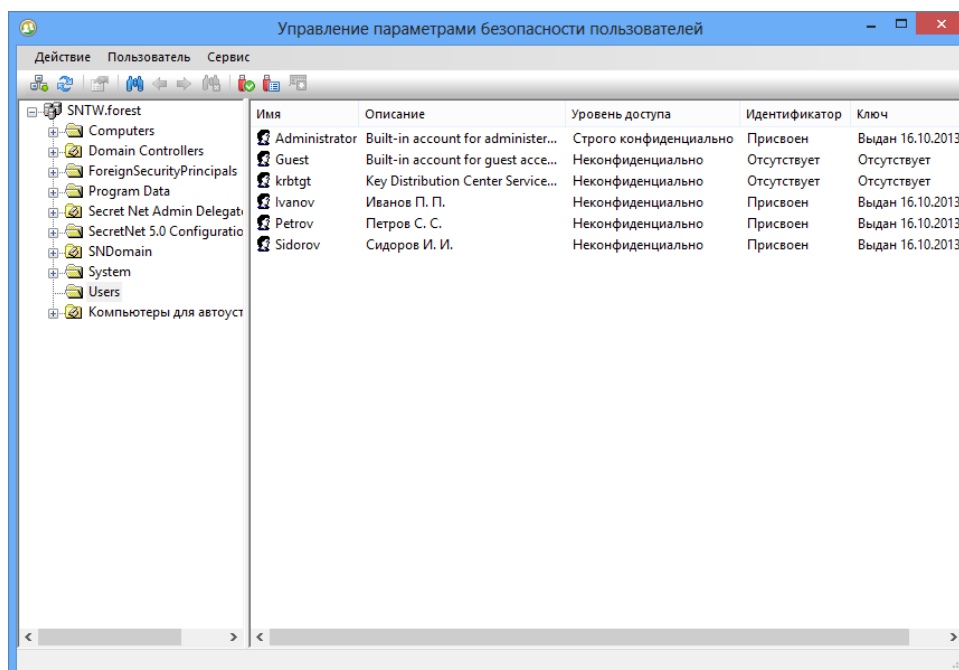 Управление параметрами безопасности пользователей
Действие Пользователь Сервис
SNTW.forest
Computers
Domain Controllers
ForeignSecurityPrincipals
Program Data
Secret Net Admin Delegat
SecretNet 5.0 Configuratio
SNDomain
System
Users
Компьютеры для автоуст
Имя Описание Уровень доступа Идентификатор Ключ
Administrator Built-in account for administer... Строго конфиденциально Присвоен Выдан 16.10.2013
Guest Built-in account for guest acce... Неконфиденциально Отсутствует Отсутствует
krbtgt Key Distribution Center Service... Неконфиденциально Отсутствует Отсутствует
Ivanov Иванов П. П. Неконфиденциально Присвоен Выдан 16.10.2013
Petrov Петров С. С. Неконфиденциально Присвоен Выдан 16.10.2013
Sidorov Сидоров И. И. Неконфиденциально Присвоен Выдан 16.10.2013